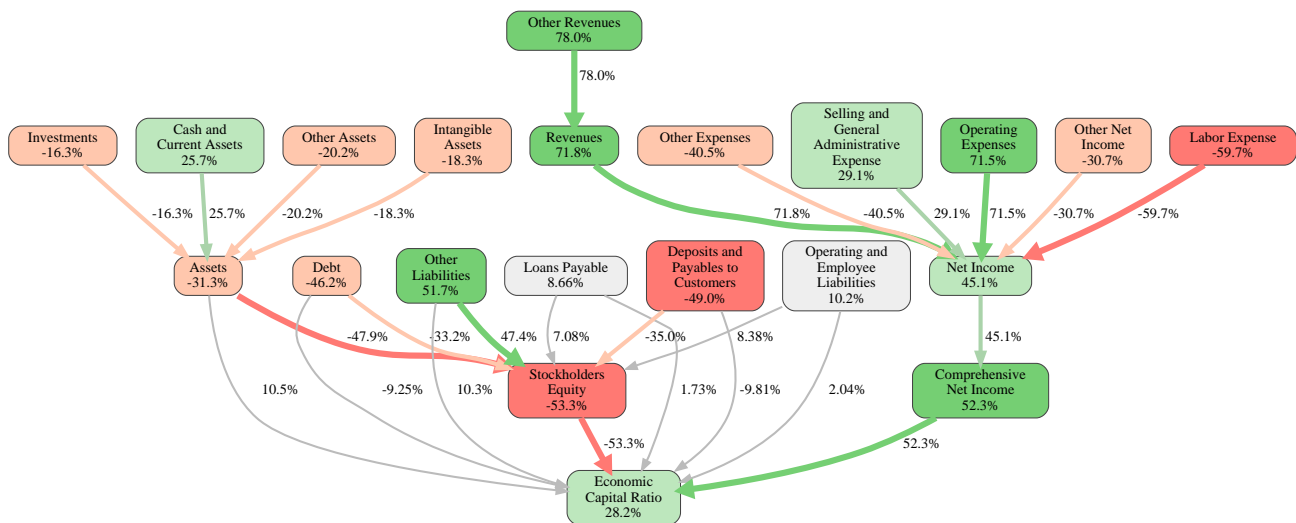 Other Revenues
78.0%
78.0%
Investments
-16.3%
Cash and
Current Assets
25.7%
Other Assets
-20.2%
Intangible
Assets
-18.3%
Revenues
71.8%
Other Expenses
-40.5%
Selling and
General
Administrative
Expense
29.1%
Operating
Expenses
71.5%
Other Net
Income
-30.7%
Labor Expense
-59.7%
-16.3%
25.7%
-20.2%
-18.3%
71.8%
-40.5%
29.1%
71.5%
-30.7%
-59.7%
Assets
-31.3%
Debt
-46.2%
Other
Liabilities
51.7%
Loans Payable
8.66%
Deposits and
Payables to
Customers
-49.0%
Operating and
Employee
Liabilities
10.2%
Net Income
45.1%
-47.9%
-33.2%
47.4%
7.08%
-35.0%
8.38%
45.1%
Stockholders
Equity
-53.3%
Comprehensive
Net Income
52.3%
10.5%
-9.25%
10.3%
1.73%
-9.81%
2.04%
-53.3%
52.3%
Economic
Capital Ratio
28.2%